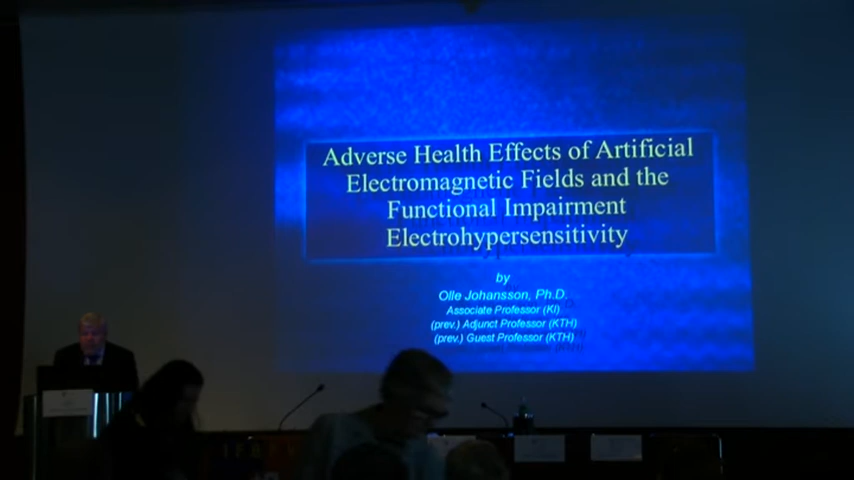 Adverse Health Effects of Artificial
Electromagnetic Fields and the
Functional Impairment
Electrohypersensitivity
by
Olle Johansson, Ph.D.
Associate Professor (KI)
(prev.) Adjunct Professor (KTH)
(prev.) Guest Professor (KTH)